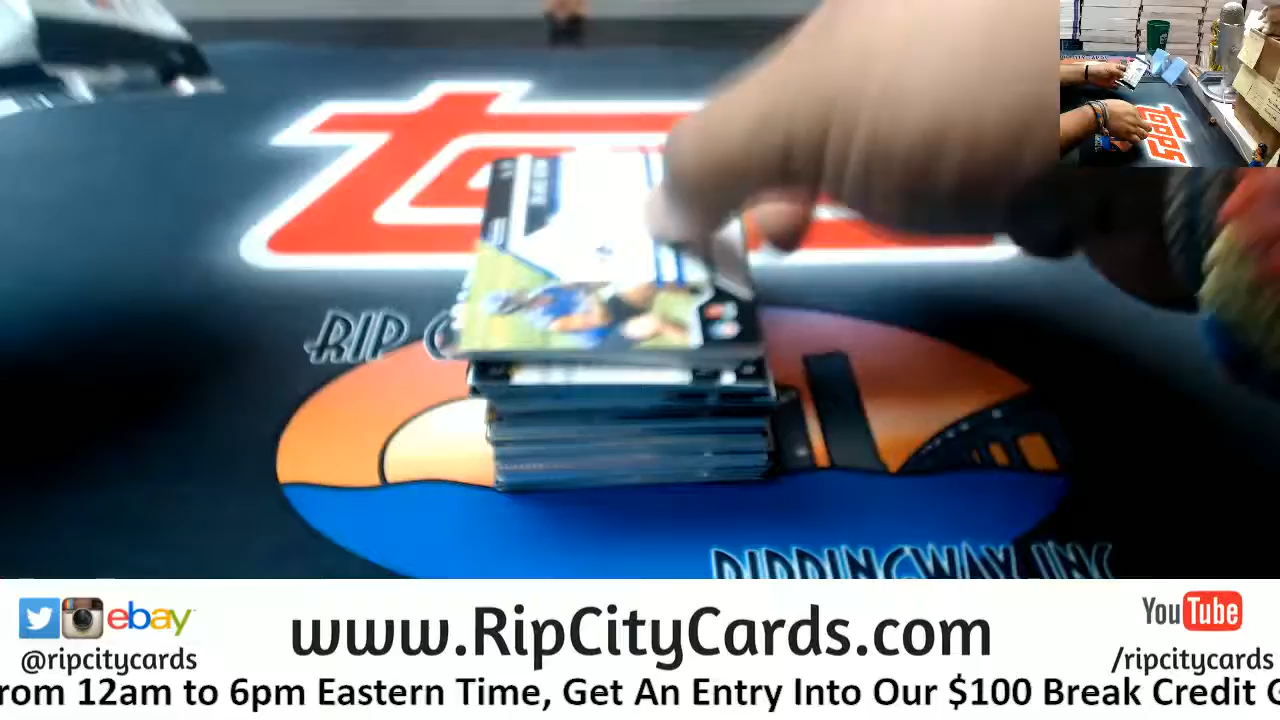 RIP C
RIPPINGWAY INC
topps
ebay
@ripcitycards
www.RipCityCards.com
YouTube
/ripcitycards
rom 12am to 6pm Eastern Time, Get An Entry Into Our $100 Break Credit G